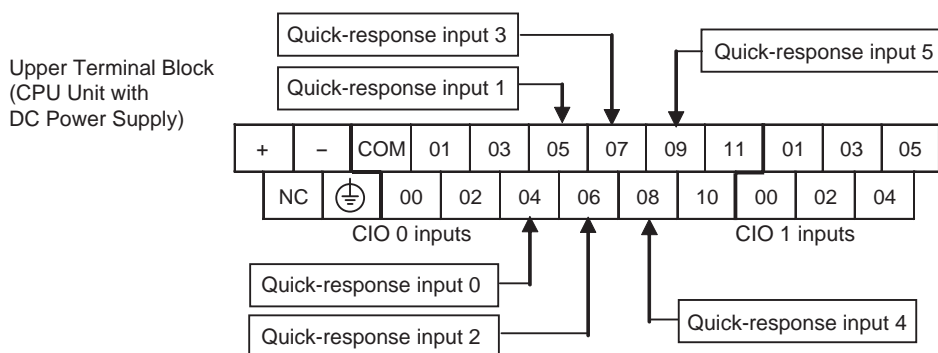 Quick-response input 3
Quick-response input 5
Upper Terminal Block
(CPU Unit with
DC Power Supply)
Quick-response input 1
+ − COM 01 03 05 07 09 11 01 03 05
NC 00 02 04 06 08 10 00 02 04
CIO 0 inputs CIO 1 inputs
Quick-response input 0
Quick-response input 2
Quick-response input 4